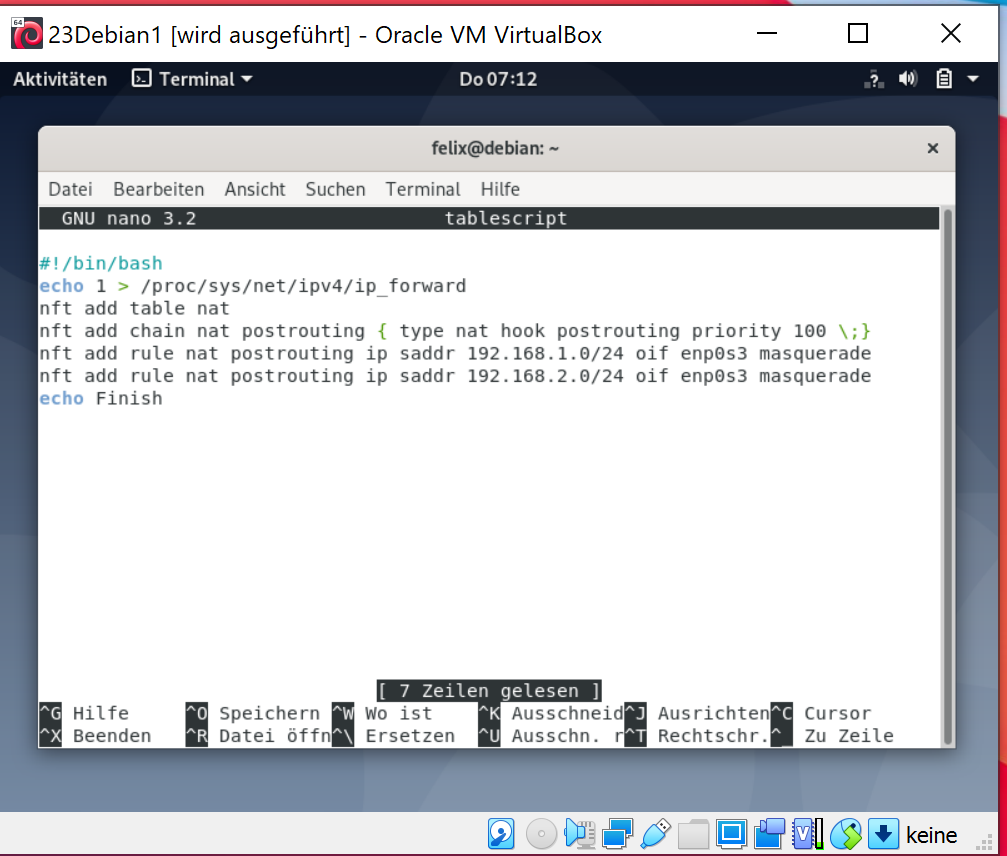 64
23Debian1 [wird ausgeführt] - Oracle VM VirtualBox
Aktivitäten Terminal Do 07:12 ?
felix@debian: ~
Datei Bearbeiten Ansicht Suchen Terminal Hilfe
GNU nano 3.2 tablescript
#!/bin/bash
echo 1 > /proc/sys/net/ipv4/ip_forward
nft add table nat
nft add chain nat postrouting { type nat hook postrouting priority 100 \;}
nft add rule nat postrouting ip saddr 192.168.1.0/24 oif enp0s3 masquerade
nft add rule nat postrouting ip saddr 192.168.2.0/24 oif enp0s3 masquerade
echo Finish
[ 7 Zeilen gelesen ]
^G Hilfe ^O Speichern ^W Wo ist ^K Ausschneid^J Ausrichten^C Cursor
^X Beenden ^R Datei öffn^\ Ersetzen ^U Ausschn. r^T Rechtschr.^_ Zu Zeile
keine